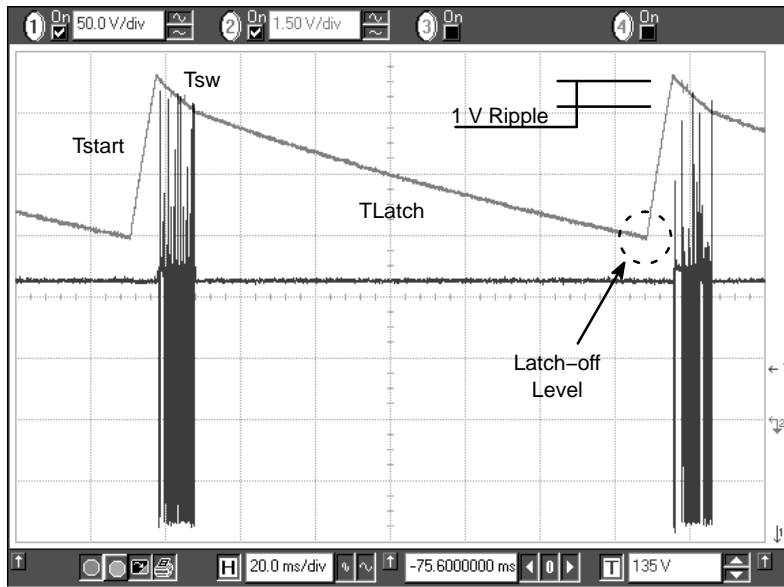 1 On 50.0 V/div 2 On 1.50 V/div 3 On 4 On
Tsw
1 V Ripple
Tstart
TLatch
Latch–off
Level
H 20.0 ms/div -75.6000000 ms 0 T 135 V